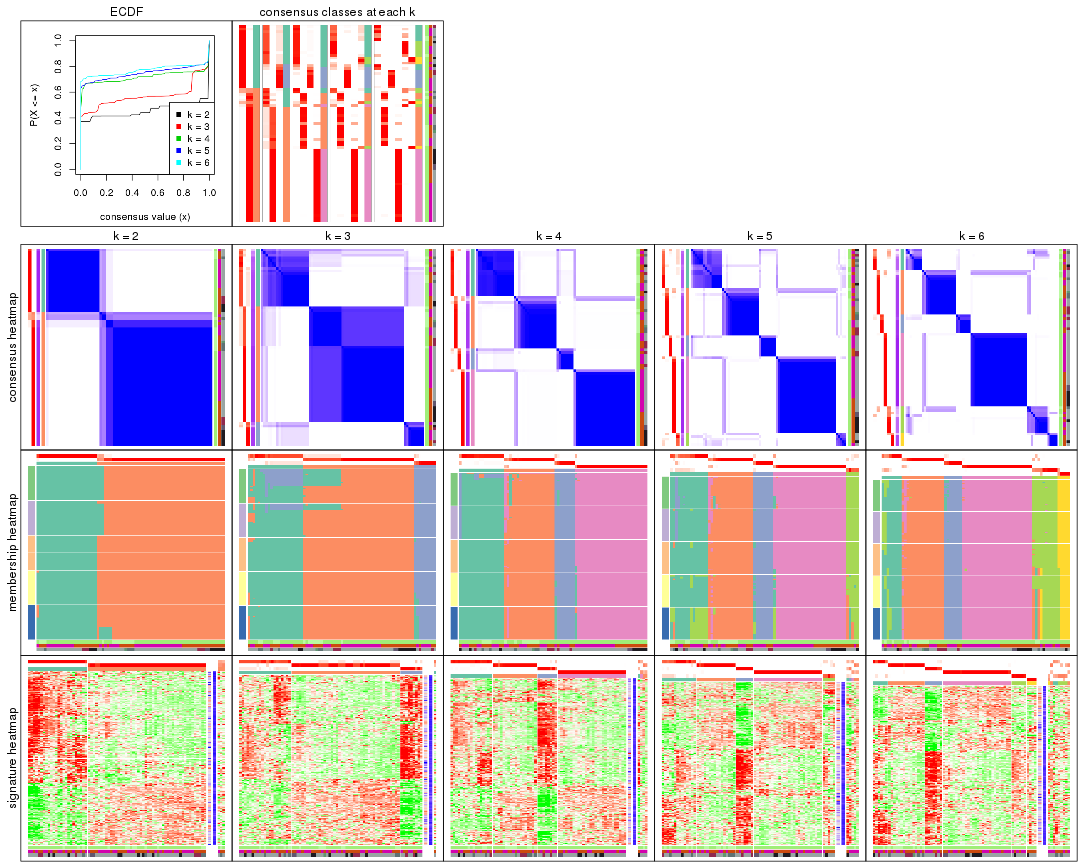 ECDF
consensus classes at each k
P(X <= x)
0.0 0.2 0.4 0.6 0.8 1.0
k = 2
k = 3
k = 4
k = 5
k = 6
0.0 0.2 0.4 0.6 0.8 1.0
consensus value (x)
k = 2
k = 3
k = 4
k = 5
k = 6
consensus heatmap
membership heatmap
signature heatmap